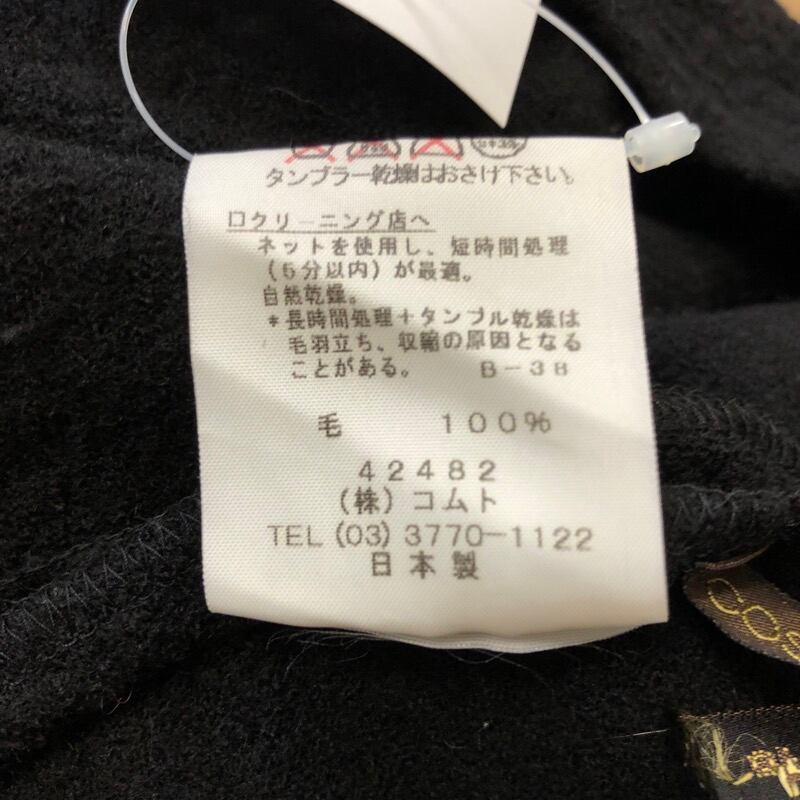 タンブラー乾燥はおさけ下さい。
口クリーニング店へ
ネットを使用し、短時間処理
(5分以内)が最適。
自然乾燥。
*長時間処理+タンブル乾燥は
毛羽立ち、収縮の原因となる
ことがある。 B-38
毛 100%
42482
(株)コムト
TEL (03) 3770-1122
日本製